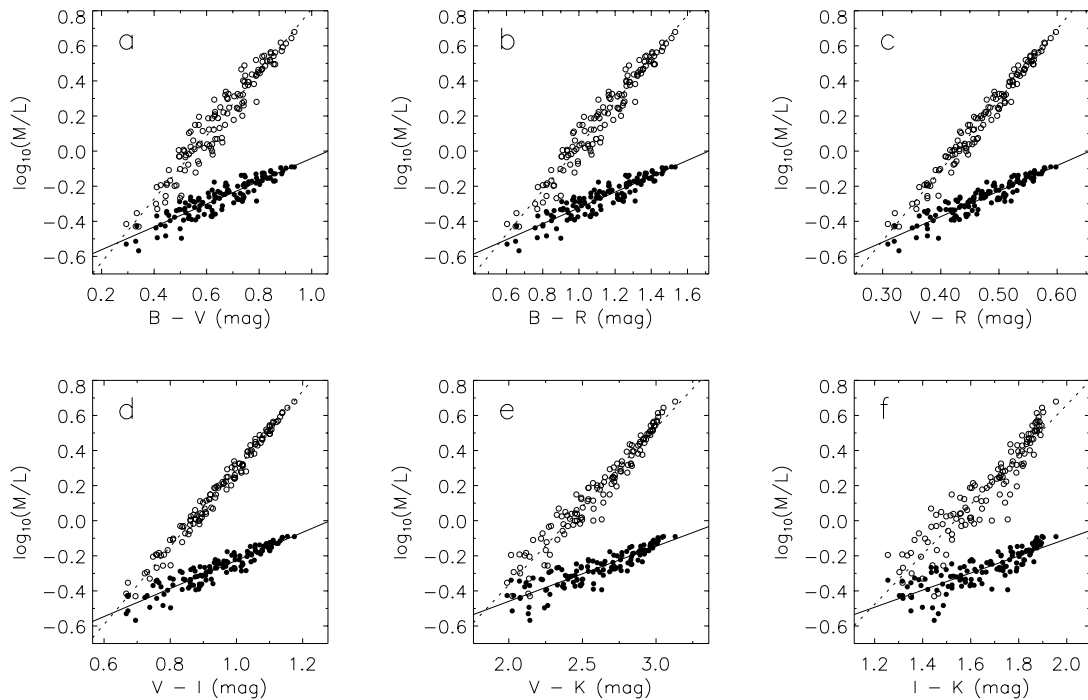 a
b
c
log₁₀(M/L)
0.8
0.6
0.4
0.2
0.0
−0.2
−0.4
−0.6
0.2 0.4 0.6 0.8 1.0
B − V (mag)
log₁₀(M/L)
0.8
0.6
0.4
0.2
0.0
−0.2
−0.4
−0.6
0.6 0.8 1.0 1.2 1.4 1.6
B − R (mag)
log₁₀(M/L)
0.8
0.6
0.4
0.2
0.0
−0.2
−0.4
−0.6
0.30 0.40 0.50 0.60
V − R (mag)
d
e
f
log₁₀(M/L)
0.8
0.6
0.4
0.2
0.0
−0.2
−0.4
−0.6
0.6 0.8 1.0 1.2
V − I (mag)
log₁₀(M/L)
0.8
0.6
0.4
0.2
0.0
−0.2
−0.4
−0.6
2.0 2.5 3.0
V − K (mag)
log₁₀(M/L)
0.8
0.6
0.4
0.2
0.0
−0.2
−0.4
−0.6
1.2 1.4 1.6 1.8 2.0
I − K (mag)